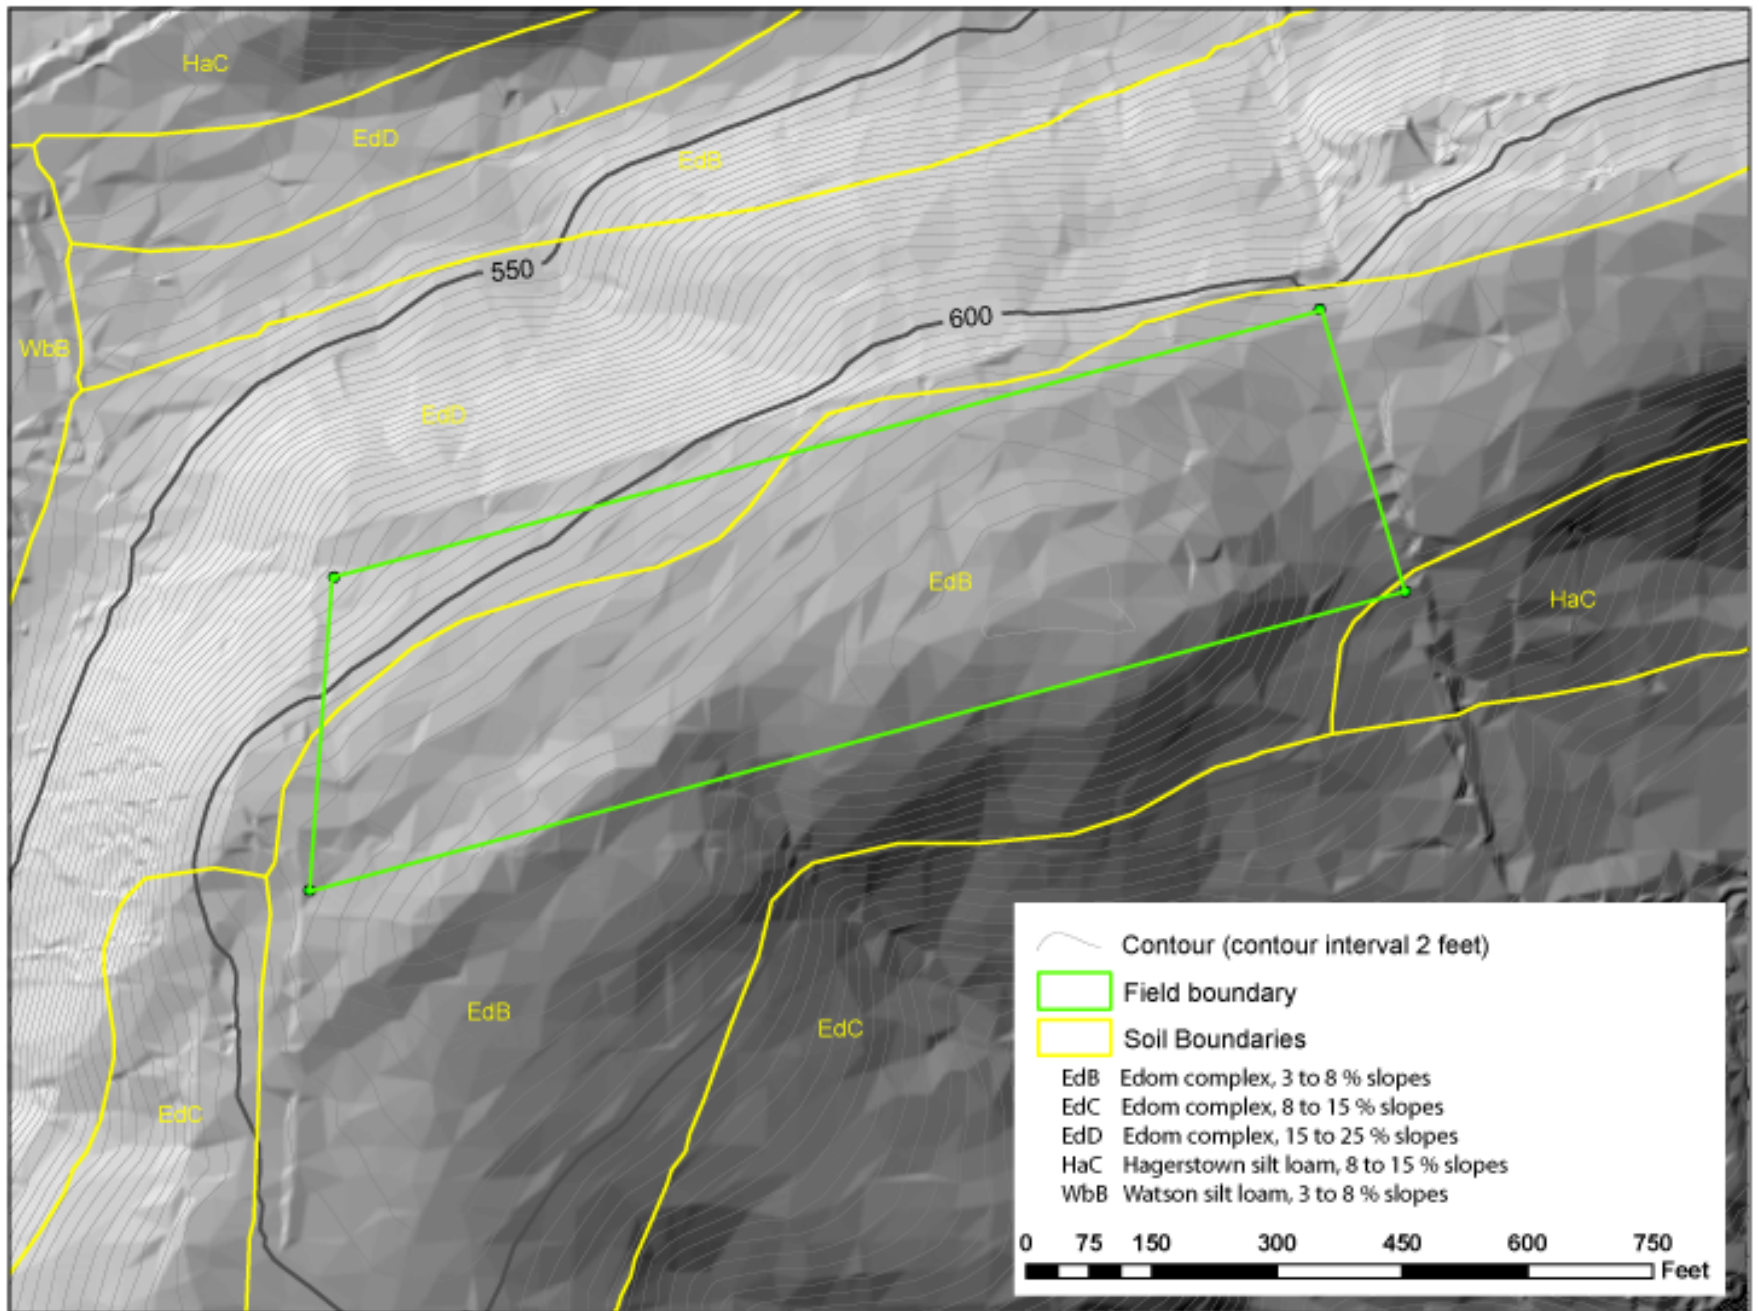 HaC
EdD
EdB
550
600
WbB
EdD
EdB
HaC
EdB
EdC
EdC
Contour (contour interval 2 feet)
Field boundary
Soil Boundaries
EdB Edom complex, 3 to 8 % slopes
EdC Edom complex, 8 to 15 % slopes
EdD Edom complex, 15 to 25 % slopes
HaC Hagerstown silt loam, 8 to 15 % slopes
WbB Watson silt loam, 3 to 8 % slopes
0 75 150 300 450 600 750
Feet